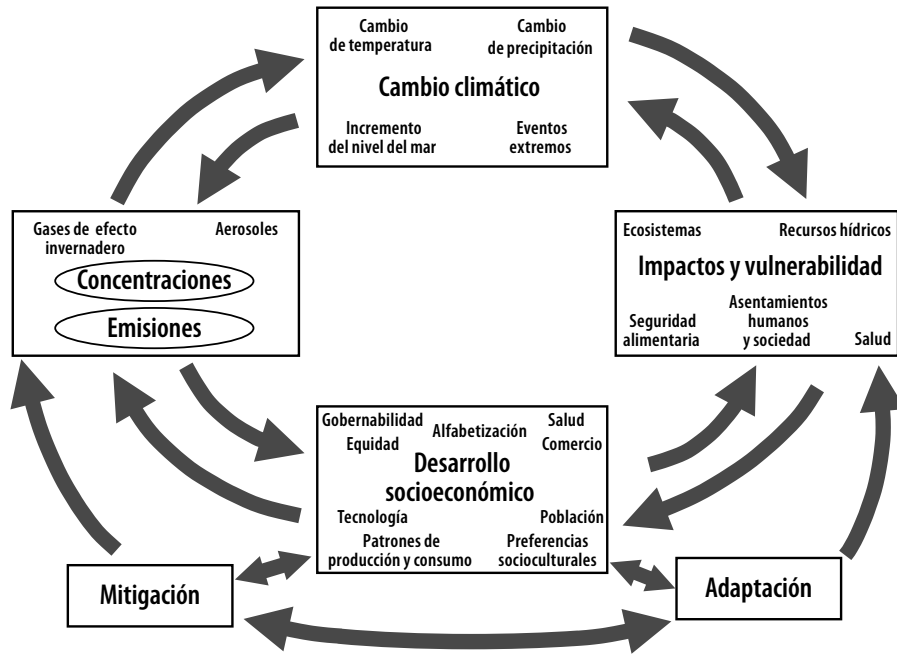 Cambio
de temperatura
Cambio
de precipitación
Cambio climático
Incremento
del nivel del mar
Eventos
extremos
Gases de efecto
invernadero
Aerosoles
Concentraciones
Emisiones
Ecosistemas
Recursos hídricos
Impactos y vulnerabilidad
Seguridad
alimentaria
Asentamientos
humanos
y sociedad
Salud
Gobernabilidad
Equidad
Alfabetización
Salud
Comercio
Desarrollo
socioeconómico
Tecnología
Población
Patrones de
producción y consumo
Preferencias
socioculturales
Mitigación
Adaptación